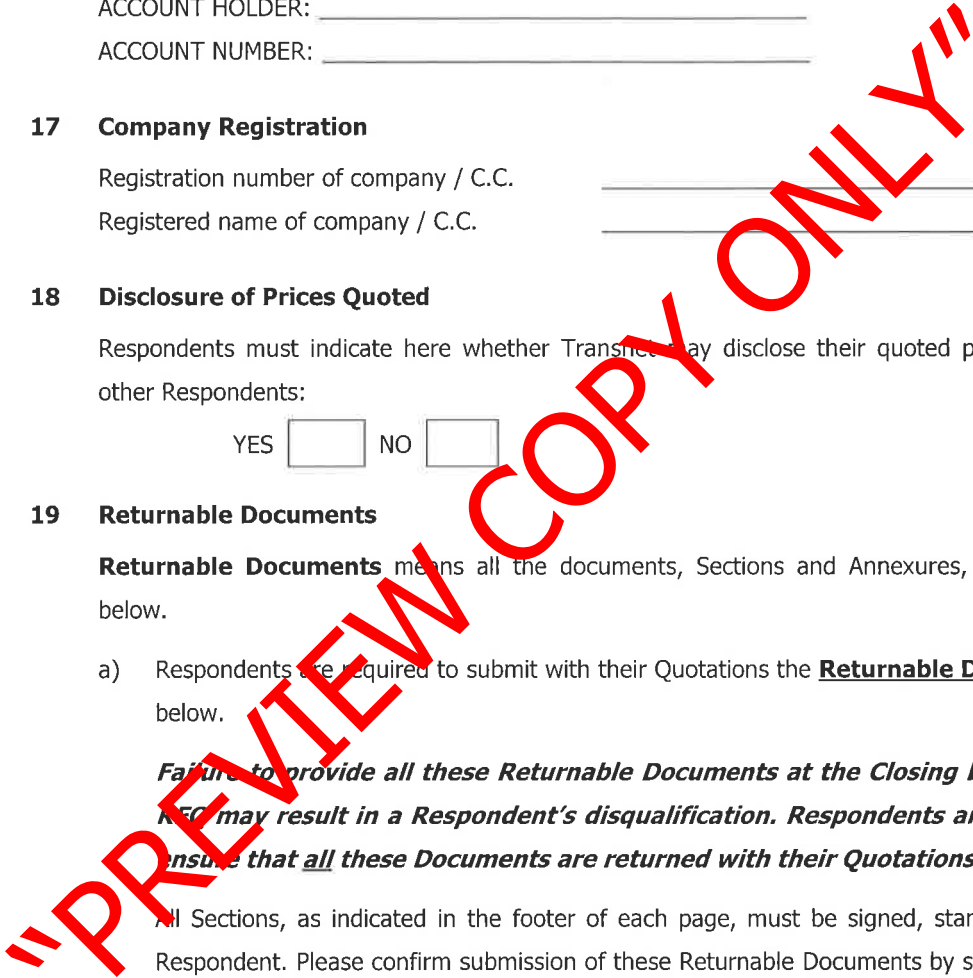 ACCOUNT HOLDER:
ACCOUNT NUMBER:
17 Company Registration
Registration number of company / C.C.
Registered name of company / C.C.
18 Disclosure of Prices Quoted
Respondents must indicate here whether Transnet may disclose their quoted p
other Respondents:
YES NO
19 Returnable Documents
Returnable Documents means all the documents, Sections and Annexures,
below.
a) Respondents are required to submit with their Quotations the Returnable D
below.
Failure to provide all these Returnable Documents at the Closing
RFQ may result in a Respondent’s disqualification. Respondents a
ensure that all these Documents are returned with their Quotations
All Sections, as indicated in the footer of each page, must be signed, star
Respondent. Please confirm submission of these Returnable Documents by s
"PREVIEW COPY ONLY"